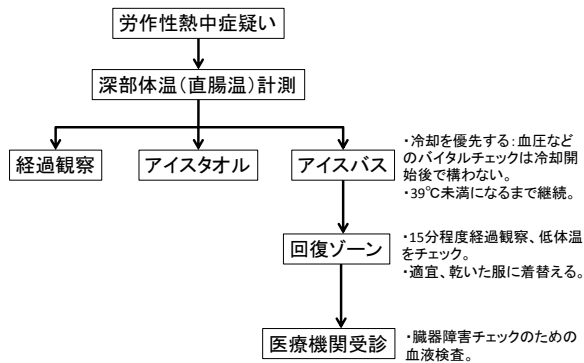 労作性熱中症疑い
深部体温(直腸温)計測
経過観察
アイスタオル
アイスバス
・冷却を優先する:血圧など
のバイタルチェックは冷却開
始後で構わない。
・39℃未満になるまで継続。
回復ゾーン
・15分程度経過観察、低体温
をチェック。
・適宜、乾いた服に着替える。
医療機関受診
・臓器障害チェックのための
血液検査。